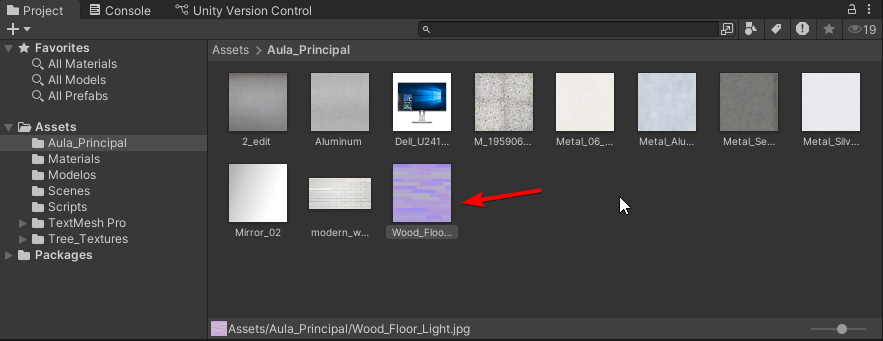 Project
Console
Unity Version Control
19
Favorites
All Materials
All Models
All Prefabs
Assets
Aula_Principal
Materials
Modelos
Scenes
Scripts
TextMesh Pro
Tree_Textures
Packages
Assets > Aula_Principal
2_edit
Aluminum
Dell_U241...
M_195906...
Metal_06_...
Metal_Alu...
Metal_Se...
Metal_Silv...
Mirror_02
modern_w...
Wood_Floo...
Assets/Aula_Principal/Wood_Floor_Light.jpg